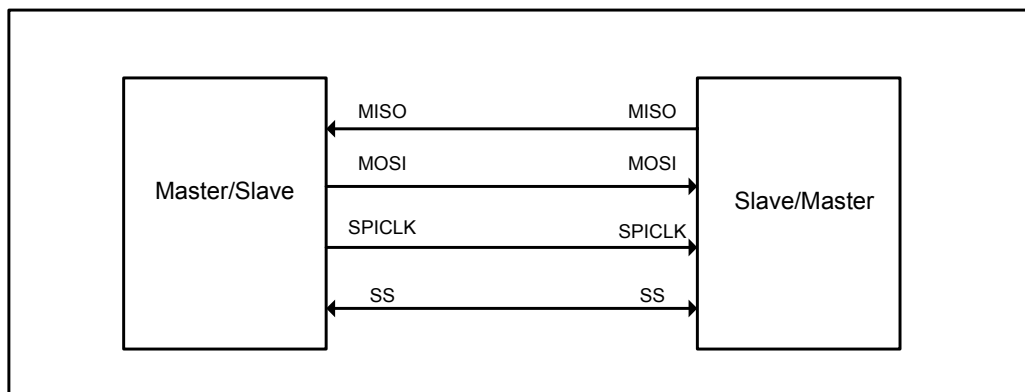 MISO MISO
MOSI MOSI
Master/Slave Slave/Master
SPICLK SPICLK
SS SS